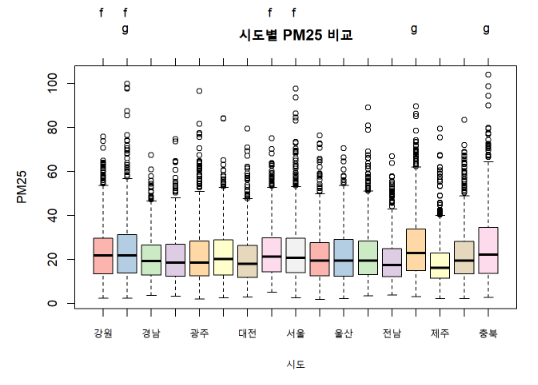 f f f f
g g g
시도별 PM25 비교
PM25
100
80
60
40
20
0
강원 경남 광주 대전 서울 울산 전남 제주 충북
시도